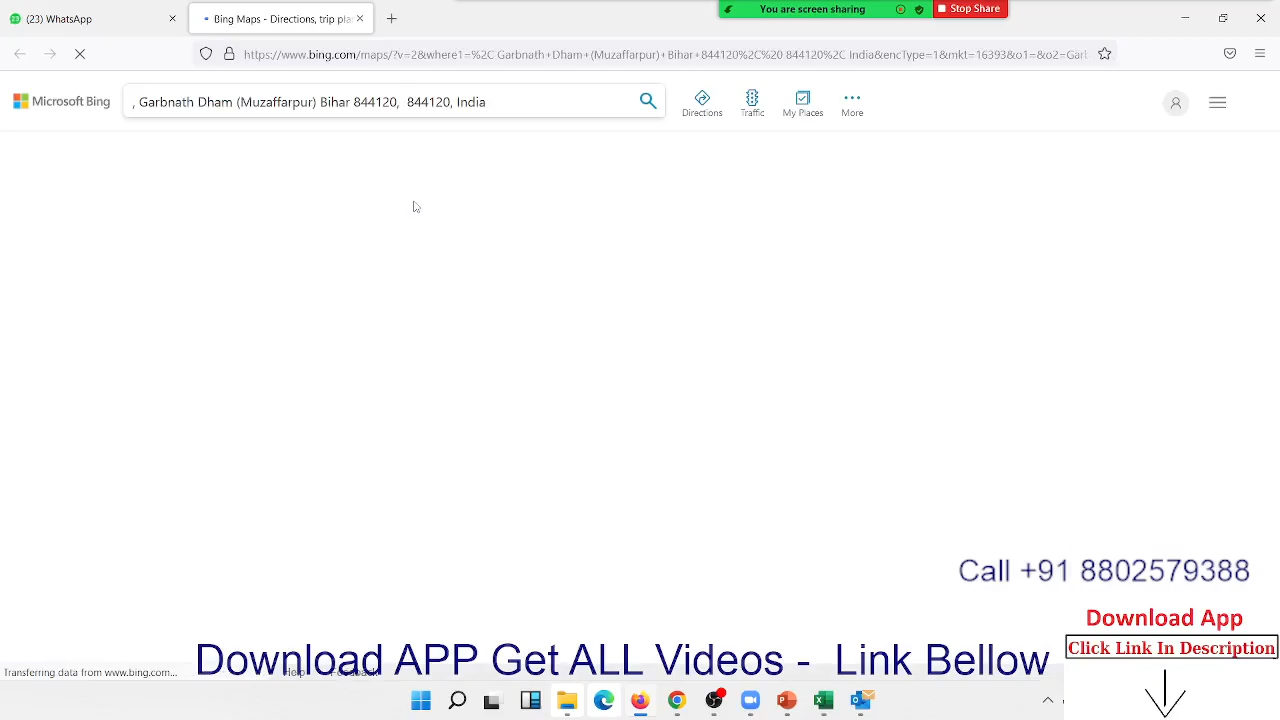 (23) WhatsApp
Bing Maps - Directions, trip pla
You are screen sharing
Stop Share
https://www.bing.com/maps/?v=2&where1=%2C Garbnath+Dham+(Muzaffarpur)+Bihar+844120%2C%20 844120%2C India&encType=1&mkt=16393&o1=&o2=Gart
Microsoft Bing
, Garbnath Dham (Muzaffarpur) Bihar 844120,  844120, India
Directions
Traffic
My Places
More
Call +91 8802579388
Download App
Click Link In Description
Download APP Get ALL Videos -  Link Bellow
Transferring data from www.bing.com...
Help
Feedback